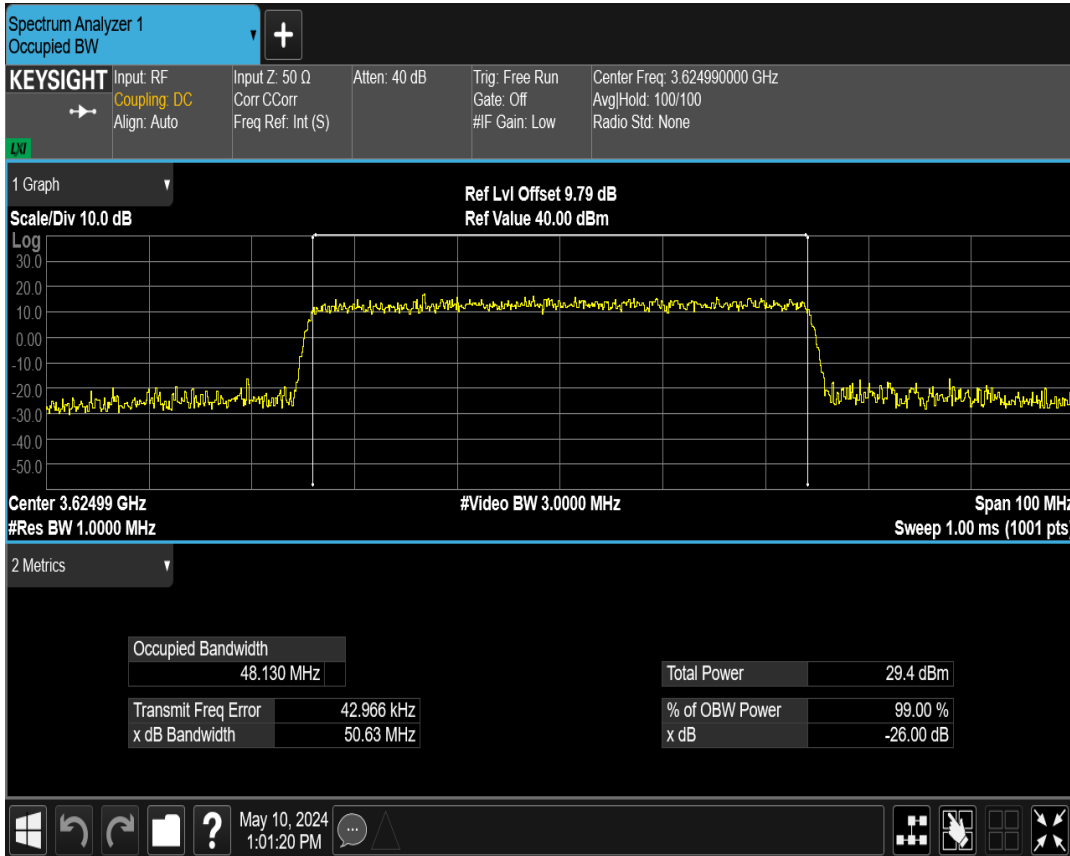 Spectrum Analyzer 1
Occupied BW
KEYSIGHT
LXI
Input: RF
Coupling: DC
Align: Auto
Input Z: 50 Ω
Corr CCorr
Freq Ref: Int (S)
Atten: 40 dB
Trig: Free Run
Gate: Off
#IF Gain: Low
Center Freq: 3.624990000 GHz
Avg|Hold: 100/100
Radio Std: None
1 Graph
Scale/Div 10.0 dB
Ref Lvl Offset 9.79 dB
Ref Value 40.00 dBm
Log
30.0
20.0
10.0
0.00
-10.0
-20.0
-30.0
-40.0
-50.0
Center 3.62499 GHz
#Video BW 3.0000 MHz
Span 100 MHz
#Res BW 1.0000 MHz
Sweep 1.00 ms (1001 pts)
2 Metrics
Occupied Bandwidth
48.130 MHz
Total Power 29.4 dBm
Transmit Freq Error 42.966 kHz
% of OBW Power 99.00 %
x dB Bandwidth 50.63 MHz
x dB -26.00 dB
?
May 10, 2024
1:01:20 PM